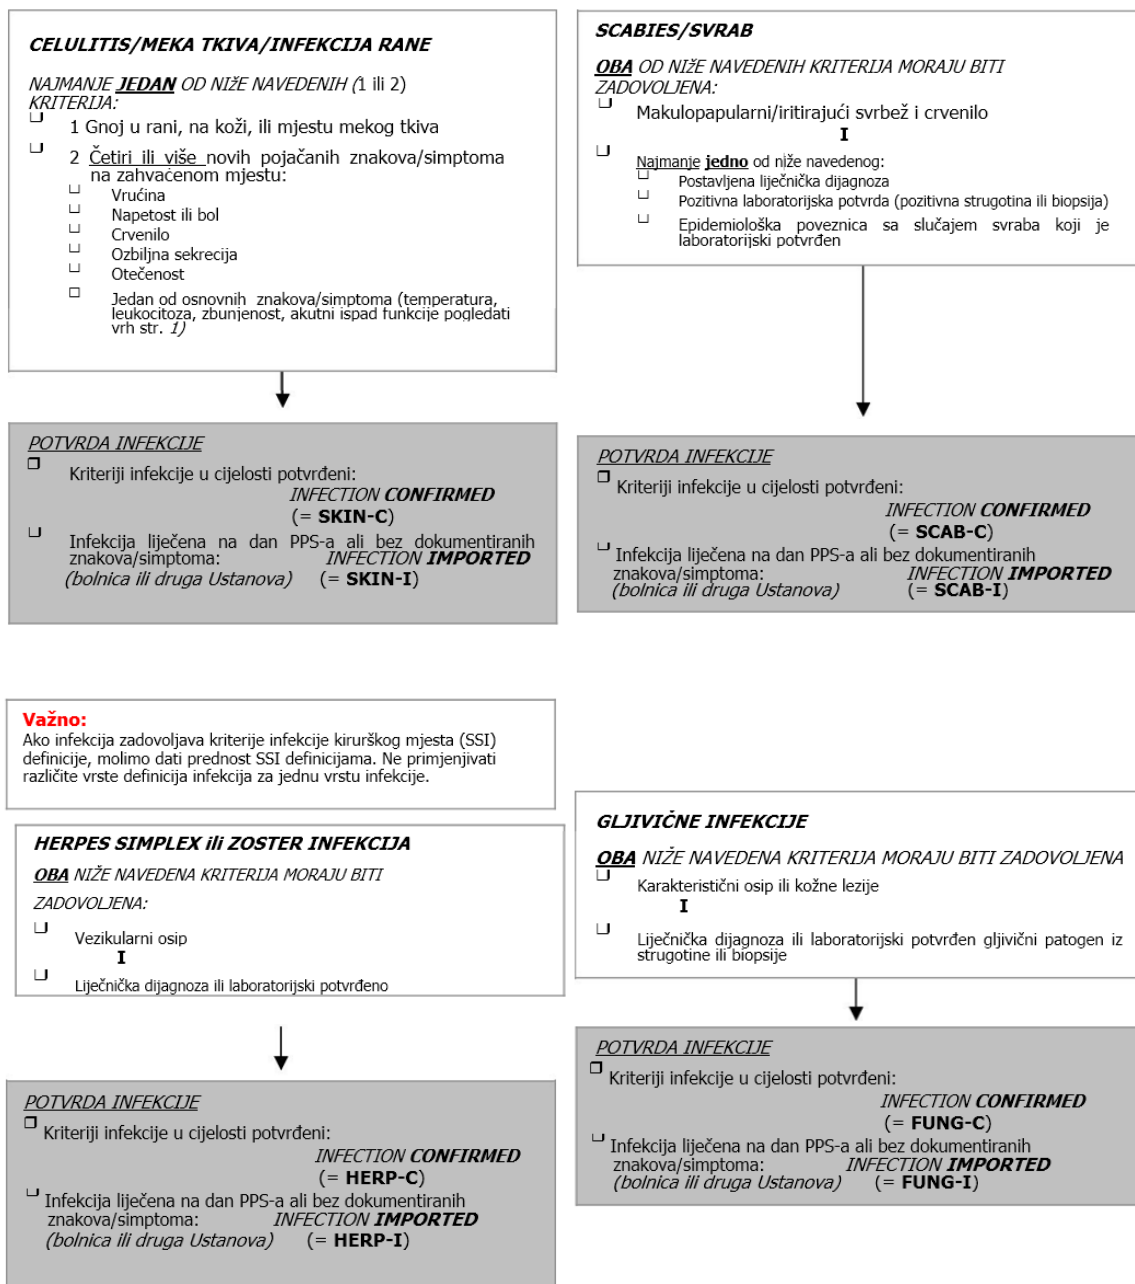 CELULITIS/MEKA TKIVA/INFEKCIJA RANE
NAJMANJE JEDAN OD NIŽE NAVEDENIH (1 ili 2)
KRITERIJA:
1 Gnoj u rani, na koži, ili mjestu mekog tkiva
2 Četiri ili više novih pojačanih znakova/simptoma
na zahvaćenom mjestu:
Vrućina
Napetost ili bol
Crvenilo
Ozbiljna sekrecija
Otečenost
Jedan od osnovnih znakova/simptoma (temperatura,
leukocitoza, zbunjenost, akutni ispad funkcije pogledati
vrh str. 1)
POTVRDA INFEKCIJE
Kriteriji infekcije u cijelosti potvrđeni:
INFECTION CONFIRMED
(= SKIN-C)
Infekcija liječena na dan PPS-a ali bez dokumentiranih
znakova/simptoma: INFECTION IMPORTED
(bolnica ili druga Ustanova) (= SKIN-I)
SCABIES/SVRAB
OBA OD NIŽE NAVEDENIH KRITERIJA MORAJU BITI
ZADOVOLJENA:
Makulopapularni/iritirajući svrbež i crvenilo
I
Najmanje jedno od niže navedenog:
Postavljena liječnička dijagnoza
Pozitivna laboratorijska potvrda (pozitivna strugotina ili biopsija)
Epidemiološka poveznica sa slučajem svraba koji je
laboratorijski potvrđen
POTVRDA INFEKCIJE
Kriteriji infekcije u cijelosti potvrđeni:
INFECTION CONFIRMED
(= SCAB-C)
Infekcija liječena na dan PPS-a ali bez dokumentiranih
znakova/simptoma: INFECTION IMPORTED
(bolnica ili druga Ustanova) (= SCAB-I)
Važno:
Ako infekcija zadovoljava kriterije infekcije kirurškog mjesta (SSI)
definicije, molimo dati prednost SSI definicijama. Ne primjenjivati
različite vrste definicija infekcija za jednu vrstu infekcije.
HERPES SIMPLEX ili ZOSTER INFEKCIJA
OBA NIŽE NAVEDENA KRITERIJA MORAJU BITI
ZADOVOLJENA:
Vezikularni osip
I
Liječnička dijagnoza ili laboratorijski potvrđeno
POTVRDA INFEKCIJE
Kriteriji infekcije u cijelosti potvrđeni:
INFECTION CONFIRMED
(= HERP-C)
Infekcija liječena na dan PPS-a ali bez dokumentiranih
znakova/simptoma: INFECTION IMPORTED
(bolnica ili druga Ustanova) (= HERP-I)
GLJIVIČNE INFEKCIJE
OBA NIŽE NAVEDENA KRITERIJA MORAJU BITI ZADOVOLJENA
Karakteristični osip ili kožne lezije
I
Liječnička dijagnoza ili laboratorijski potvrđen gljivični patogen iz
strugotine ili biopsije
POTVRDA INFEKCIJE
Kriteriji infekcije u cijelosti potvrđeni:
INFECTION CONFIRMED
(= FUNG-C)
Infekcija liječena na dan PPS-a ali bez dokumentiranih
znakova/simptoma: INFECTION IMPORTED
(bolnica ili druga Ustanova) (= FUNG-I)